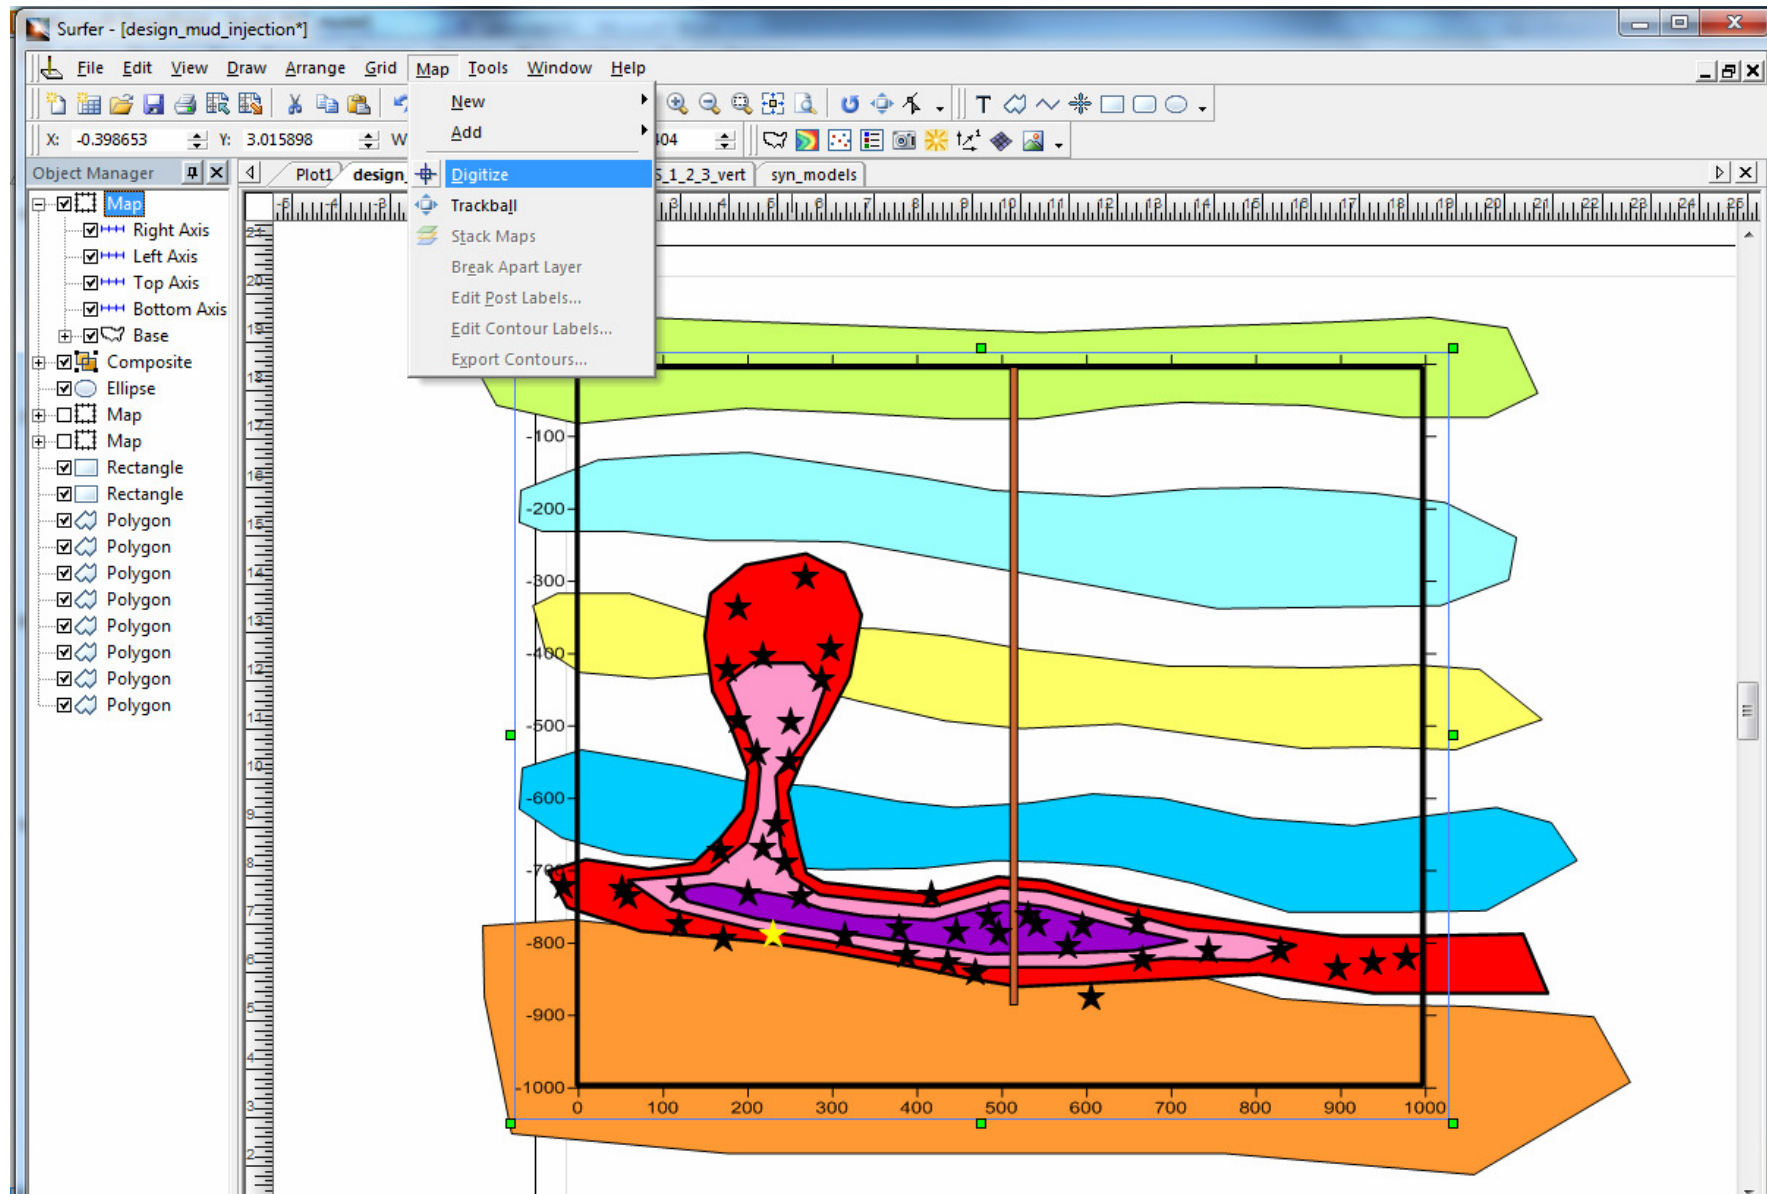 Surfer - [design_mud_injection*]
File Edit View Draw Arrange Grid Map Tools Window Help
X: -0.398653 Y: 3.015898 W 404
Object Manager
Plot1 design_ S_1_2_3_vert syn_models
New
Add
Digitize
Trackball
Stack Maps
Break Apart Layer
Edit Post Labels...
Edit Contour Labels...
Export Contours...
Map
Right Axis
Left Axis
Top Axis
Bottom Axis
Base
Composite
Ellipse
Map
Map
Rectangle
Rectangle
Polygon
Polygon
Polygon
Polygon
Polygon
Polygon
Polygon
Polygon
-100
-200
-300
-400
-500
-600
-700
-800
-900
-1000
0 100 200 300 400 500 600 700 800 900 1000